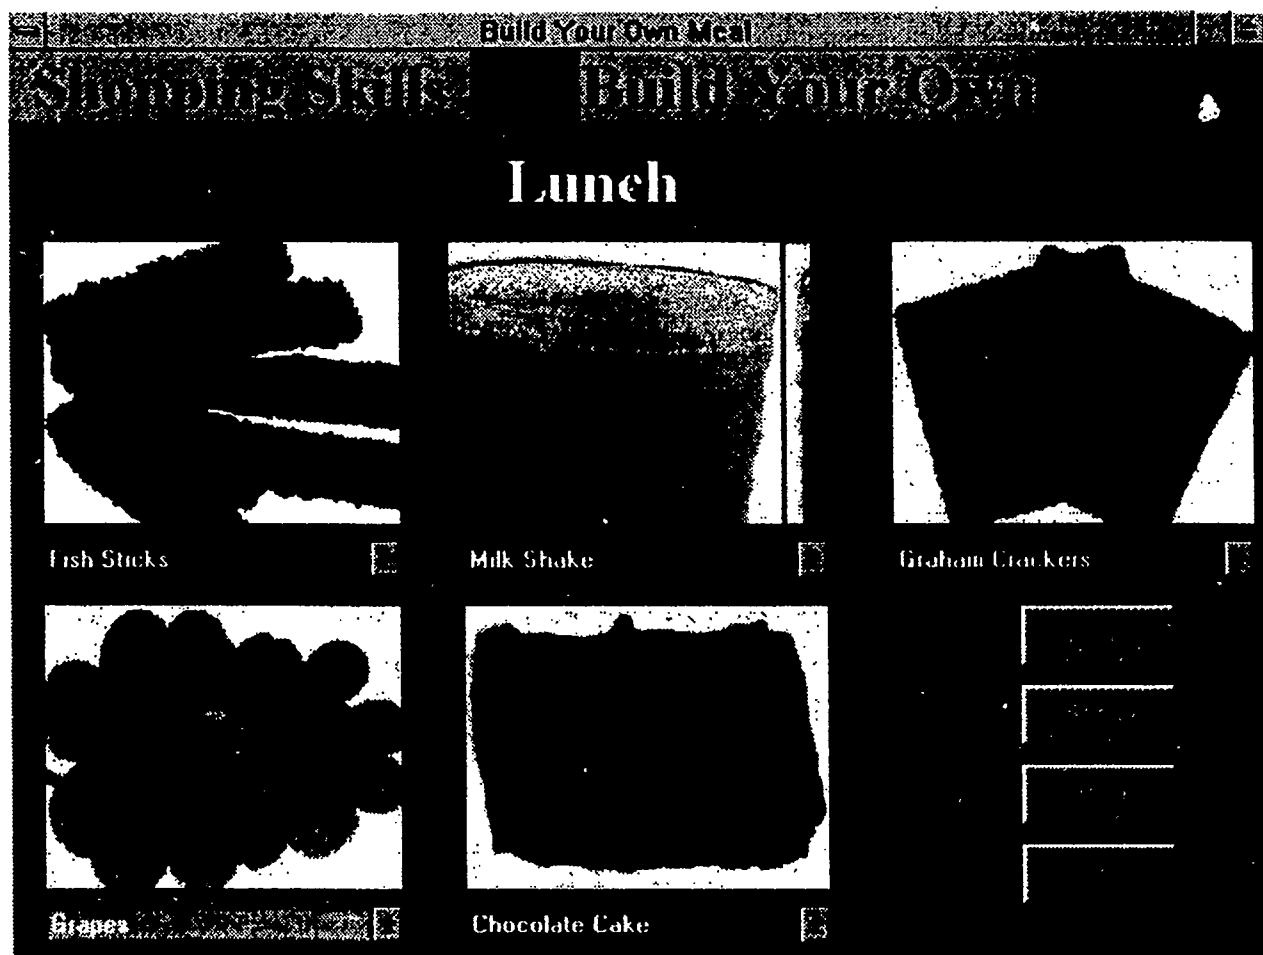 Build Your Own Meal
Shopping Skills Build Your Own
Lunch
Fish Sticks Milk Shake Graham Crackers
Grapes Chocolate Cake